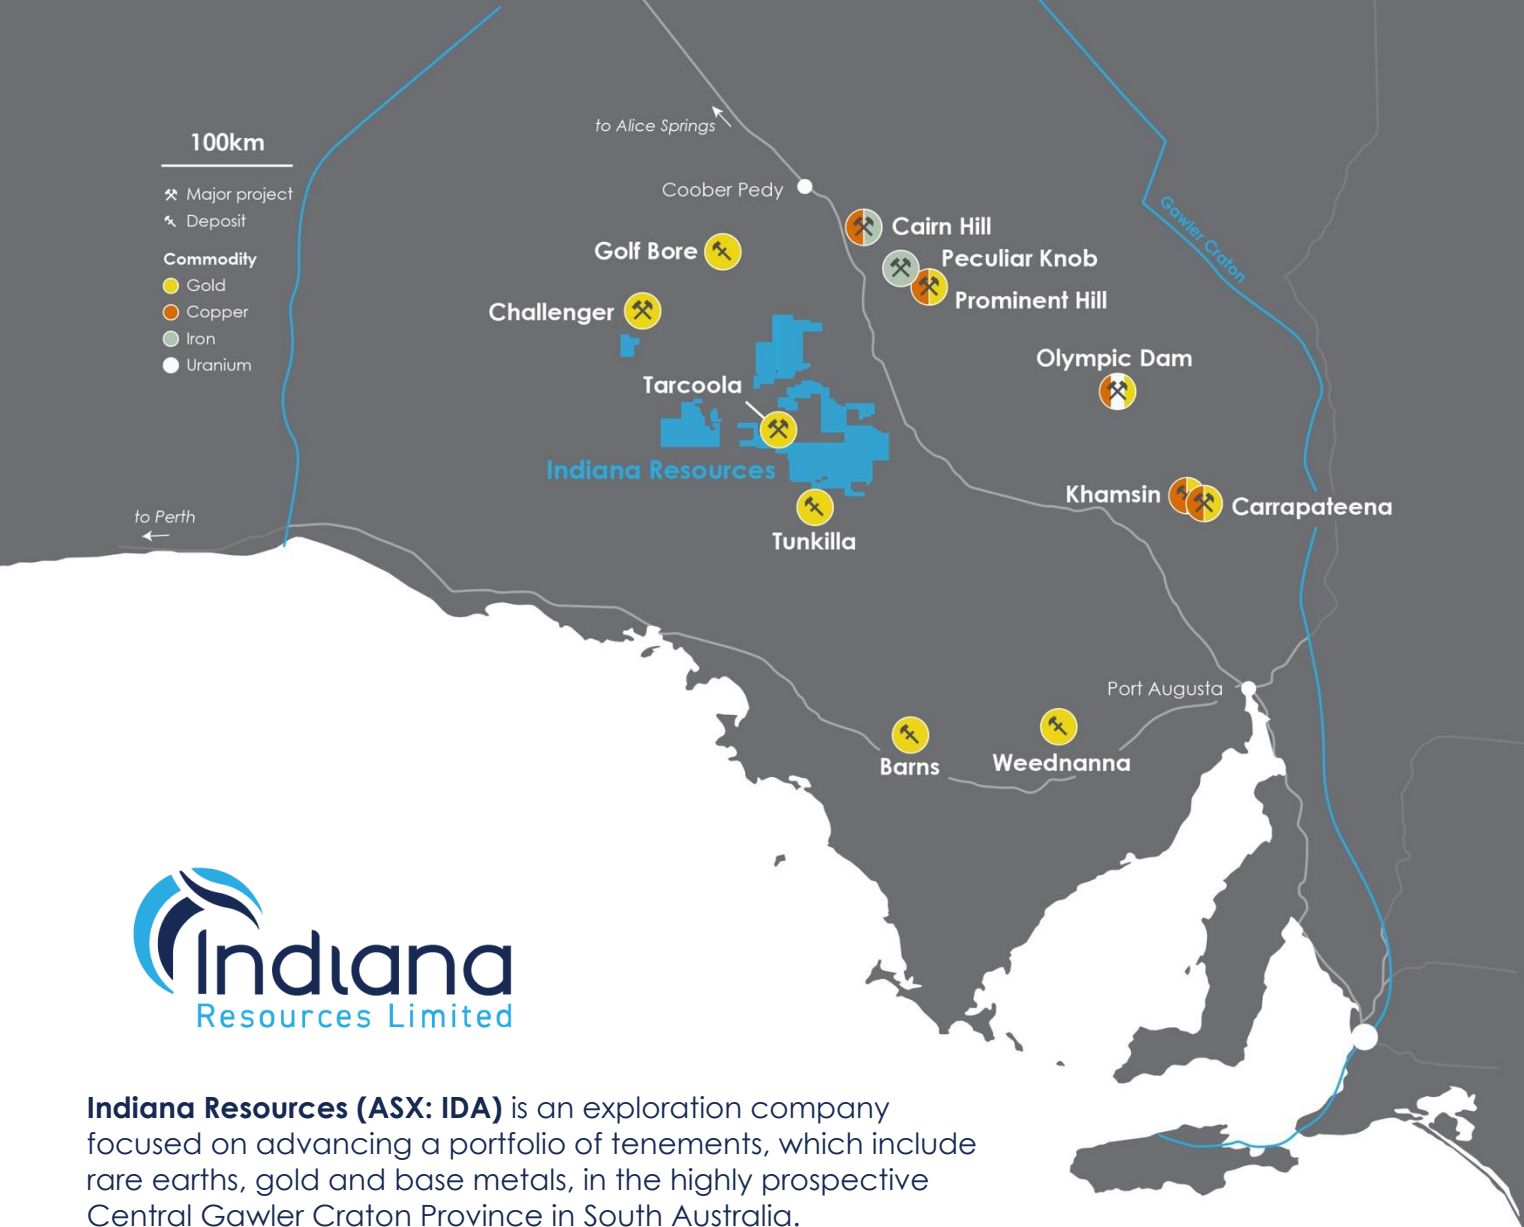 100km
to Alice Springs
Major project
Coober Pedy
Deposit
Gawler Craton
Cairn Hill
Golf Bore
Commodity
Peculiar Knob
Gold
Prominent Hill
Copper
Challenger
Iron
Olympic Dam
Uranium
Tarcoola
Indiana Resources
Khamsin
Carrapateena
to Perth
Tunkilla
Port Augusta
Barns
Weednanna
Indiana
Resources Limited
Indiana Resources (ASX: IDA) is an exploration company
focused on advancing a portfolio of tenements, which include
rare earths, gold and base metals, in the highly prospective
Central Gawler Craton Province in South Australia.